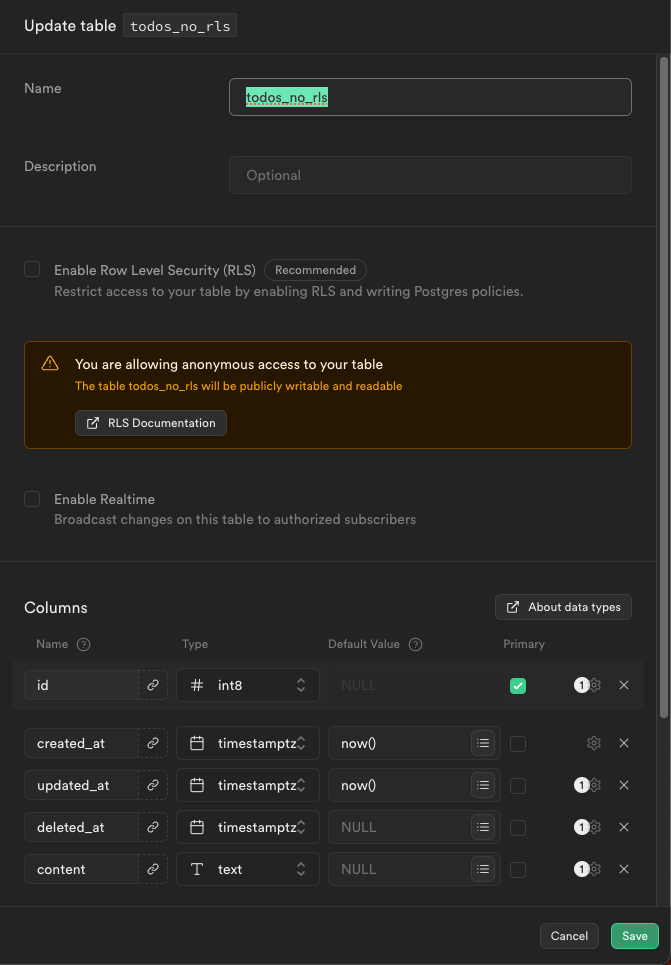 Update table todos_no_rls
Name
todos_no_rls
Description
Optional
Enable Row Level Security (RLS) Recommended
Restrict access to your table by enabling RLS and writing Postgres policies.
You are allowing anonymous access to your table
The table todos_no_rls will be publicly writable and readable
RLS Documentation
Enable Realtime
Broadcast changes on this table to authorized subscribers
Columns About data types
Name ? Type Default Value ? Primary
id # int8 NULL 1
created_at timestamptz now()
updated_at timestamptz now() 1
deleted_at timestamptz NULL 1
content T text NULL 1
Cancel Save